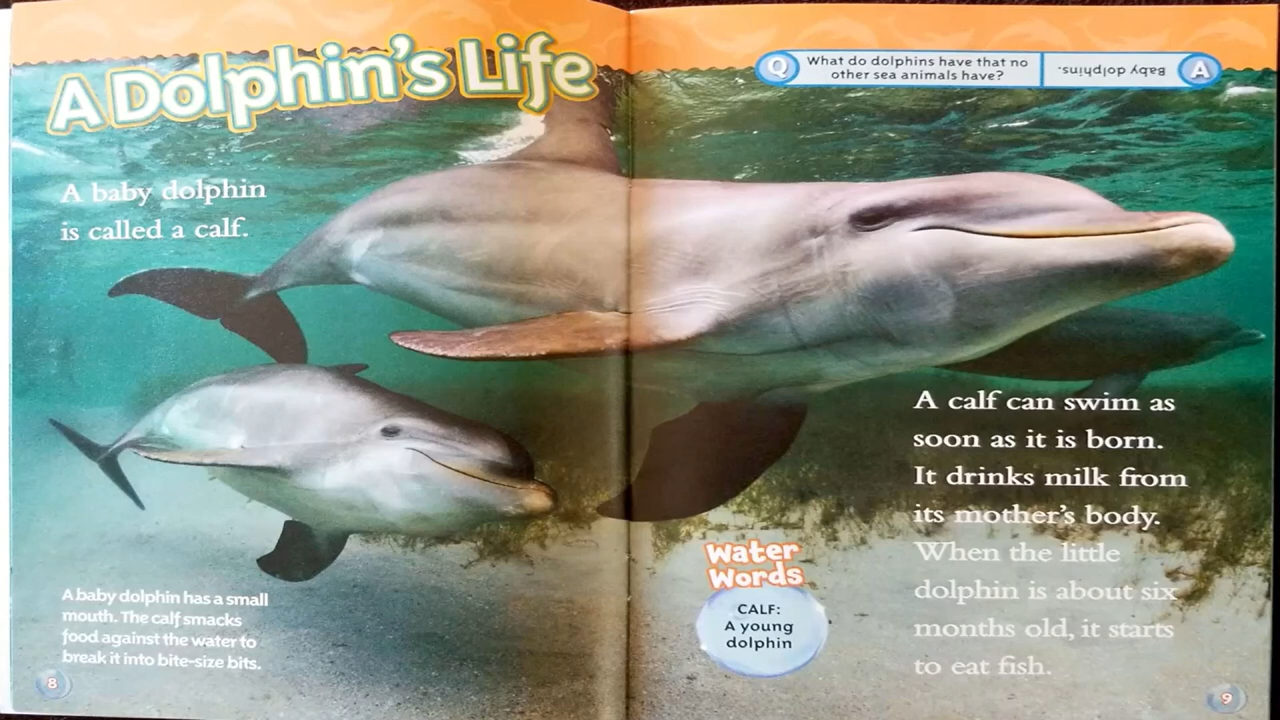 A Dolphin's Life
A baby dolphin
is called a calf.
A baby dolphin has a small
mouth. The calf smacks
food against the water to
break it into bite-size bits.
8
Q
What do dolphins have that no
other sea animals have?
Baby dolphins.
A
A calf can swim as
soon as it is born.
It drinks milk from
its mother's body.
When the little
dolphin is about six
months old, it starts
to eat fish.
Water
Words
CALF:
A young
dolphin
9